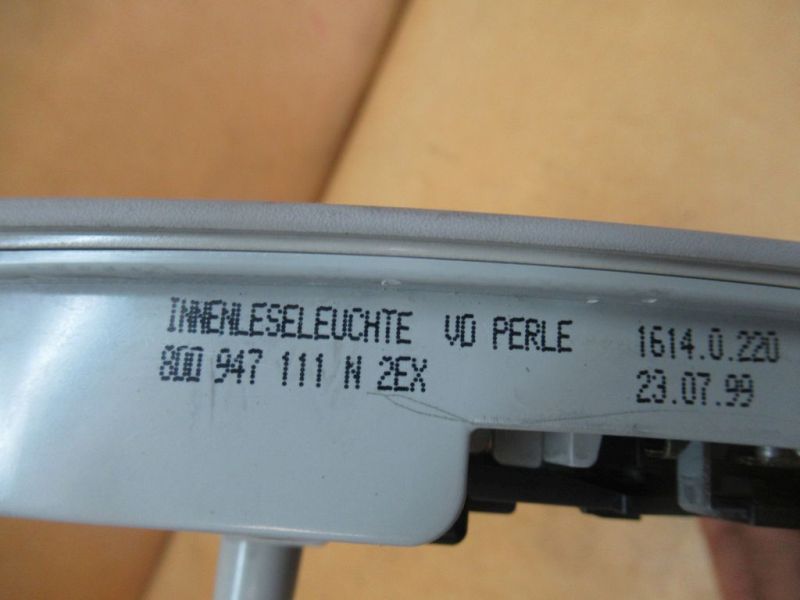 INNENLESELEUCHTE VD PERLE 1614.0.220
8D0 947 111 N 2EX 23.07.99